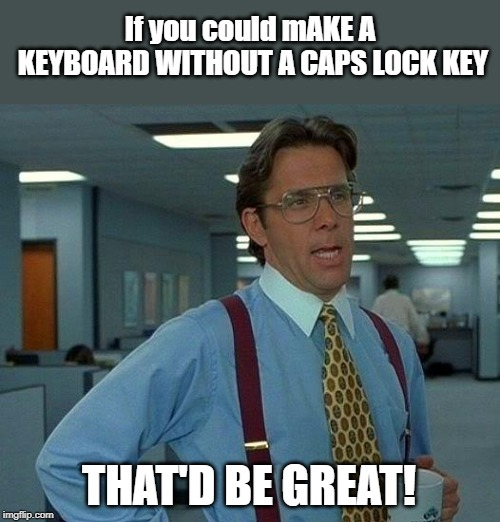 If you could mAKE A
KEYBOARD WITHOUT A CAPS LOCK KEY
THAT'D BE GREAT!
imgflip.com